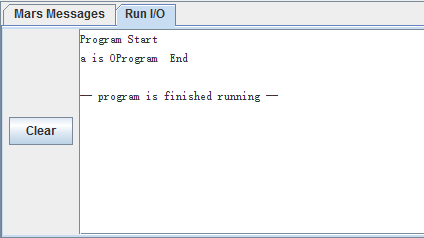 Mars Messages Run I/O
Program Start
a is 0Program  End
-- program is finished running --
Clear